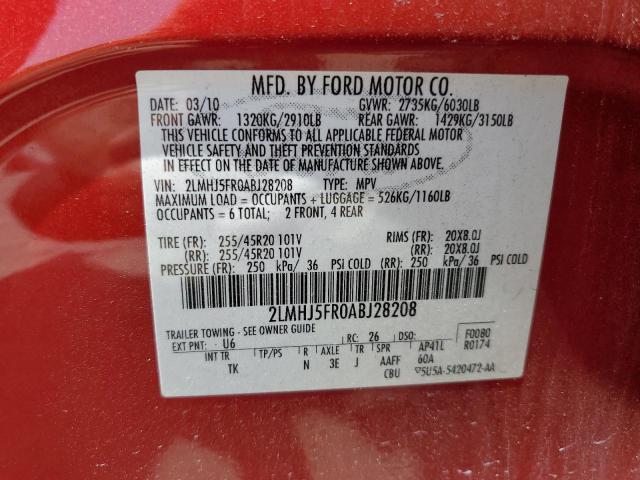 MFD. BY FORD MOTOR CO.
DATE: 03/10 GVWR: 2735KG/6030LB
FRONT GAWR: 1320KG/2910LB REAR GAWR: 1429KG/3150LB
THIS VEHICLE CONFORMS TO ALL APPLICABLE FEDERAL MOTOR
VEHICLE SAFETY AND THEFT PREVENTION STANDARDS
IN EFFECT ON THE DATE OF MANUFACTURE SHOWN ABOVE.
VIN: 2LMHJ5FR0ABJ28208 TYPE: MPV
MAXIMUM LOAD = OCCUPANTS + LUGGAGE = 526KG/1160LB
OCCUPANTS = 6 TOTAL; 2 FRONT, 4 REAR
TIRE (FR): 255/45R20 101V RIMS (FR): 20X8.0J
(RR): 255/45R20 101V (RR): 20X8.0J
PRESSURE (FR): 250 kPa/ 36 PSI COLD (RR): 250 kPa/ 36 PSI COLD
2LMHJ5FR0ABJ28208
TRAILER TOWING - SEE OWNER GUIDE
EXT PNT: U6 RC: 26 DSO: F0080
INT TR TP/PS R AXLE TR SPR AP41L R0174
TK N 3E J AAFF 60A
CBU ▽5U5A-5420472-AA